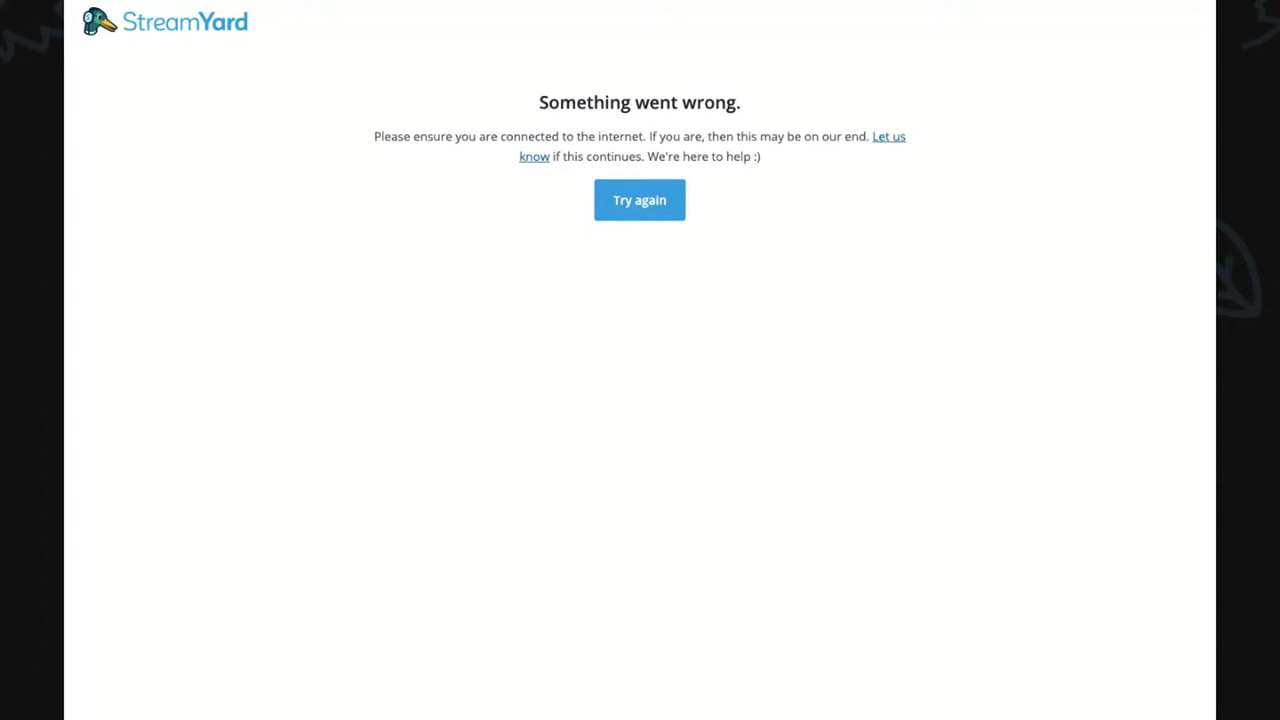 StreamYard
Something went wrong.
Please ensure you are connected to the internet. If you are, then this may be on our end. Let us
know if this continues. We're here to help :)
Try again